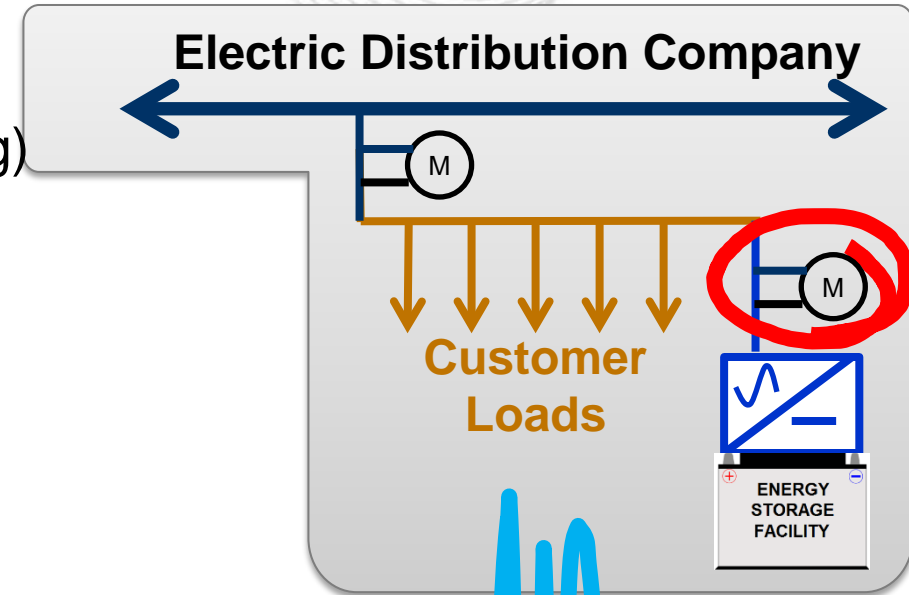 Electric Distribution Company
g)
M
M
Customer
Loads
+ −
ENERGY
STORAGE
FACILITY